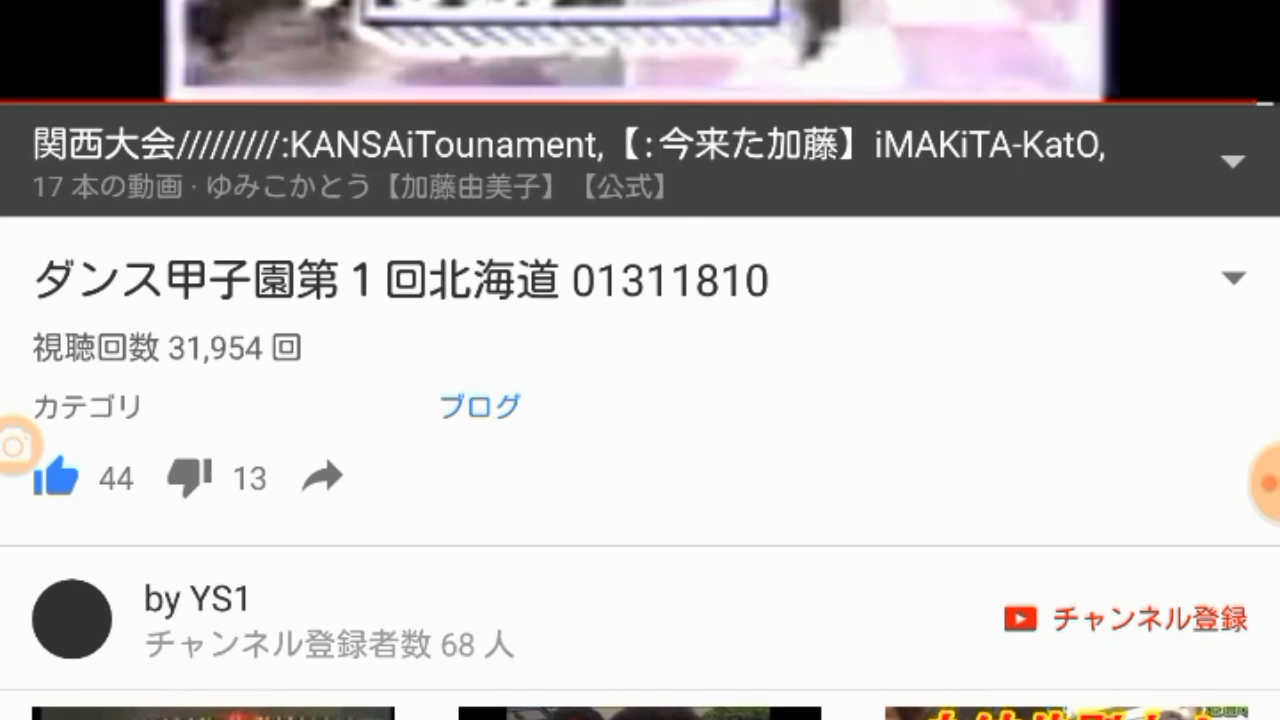 関西大会/////////:KANSAiTounament,【:今来た加藤】iMAKiTA-KatO,
17 本の動画 · ゆみこかとう【加藤由美子】【公式】
ダンス甲子園第１回北海道 01311810
視聴回数 31,954 回
カテゴリ ブログ
44 13
by YS1
チャンネル登録
チャンネル登録者数 68 人